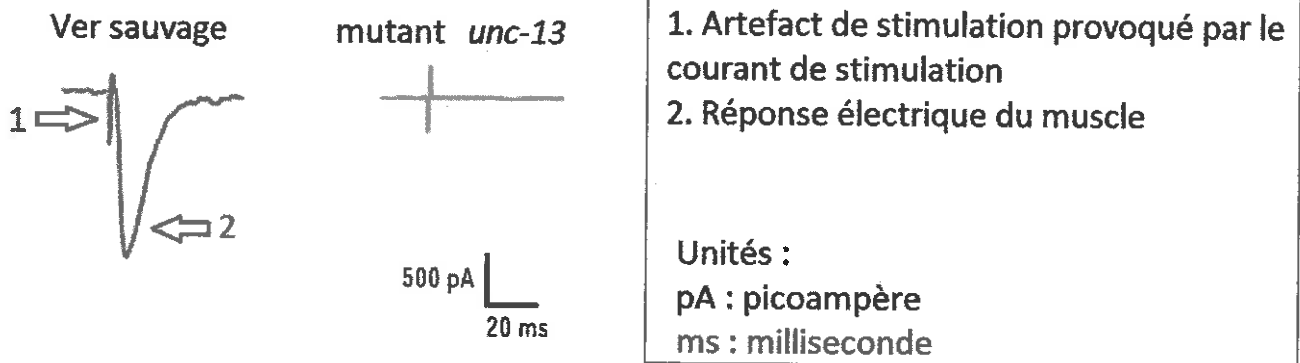 Ver sauvage
mutant unc-13
1
2
500 pA
20 ms
1. Artefact de stimulation provoqué par le
courant de stimulation
2. Réponse électrique du muscle
Unités :
pA : picoampère
ms : milliseconde